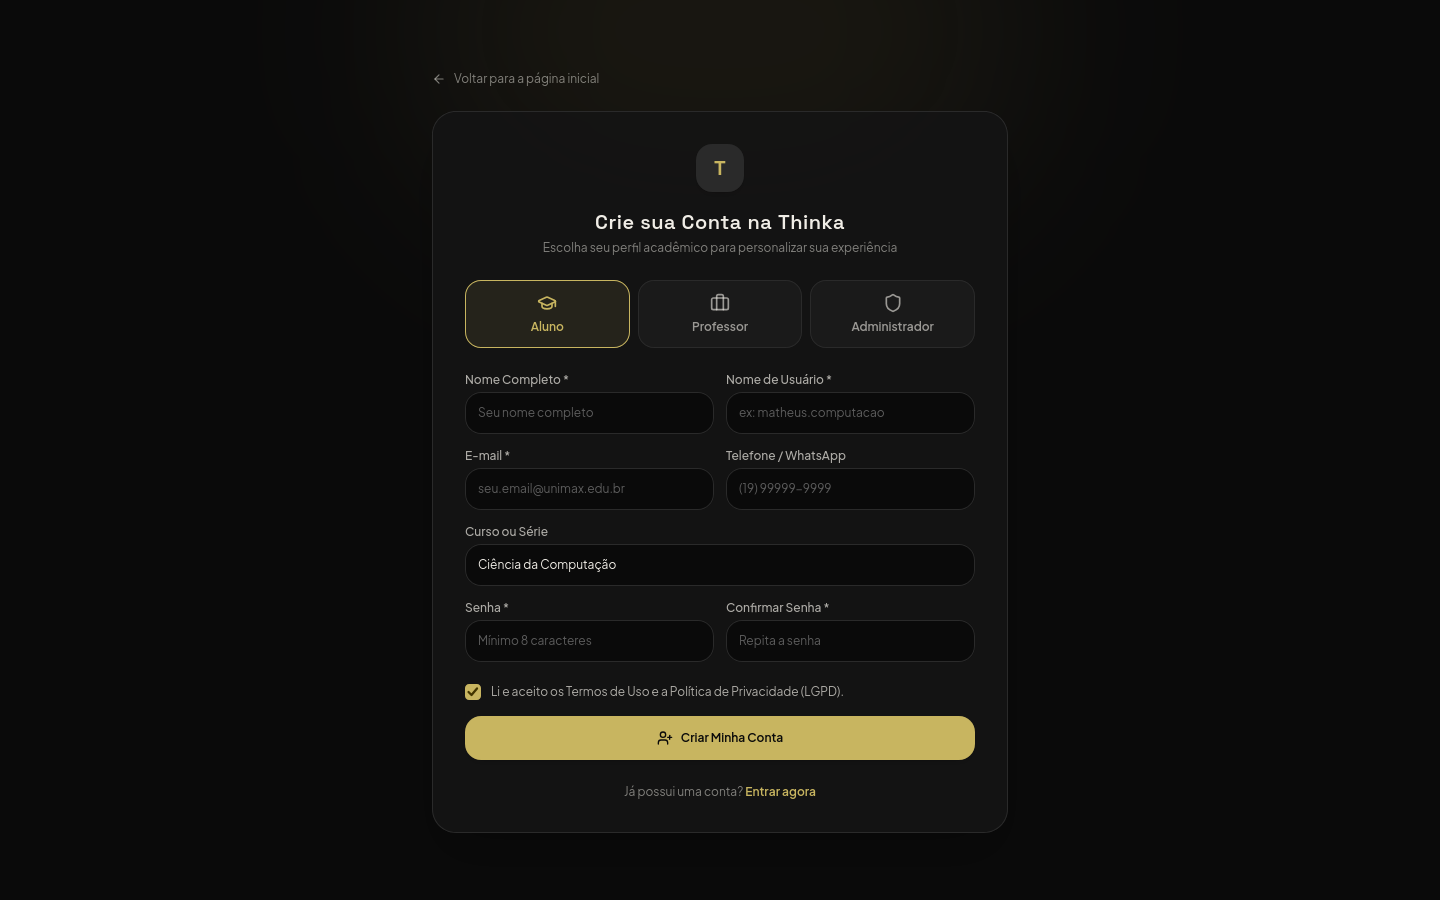 Voltar para a página inicial
T
Crie sua Conta na Thinka
Escolha seu perfil acadêmico para personalizar sua experiência
Aluno
Professor
Administrador
Nome Completo *
Nome de Usuário *
Seu nome completo
ex: matheus.computacao
E-mail *
Telefone / WhatsApp
seu.email@unimax.edu.br
(19) 99999-9999
Curso ou Série
Ciência da Computação
Senha *
Confirmar Senha *
Mínimo 8 caracteres
Repita a senha
Li e aceito os Termos de Uso e a Política de Privacidade (LGPD).
Criar Minha Conta
Já possui uma conta? Entrar agora